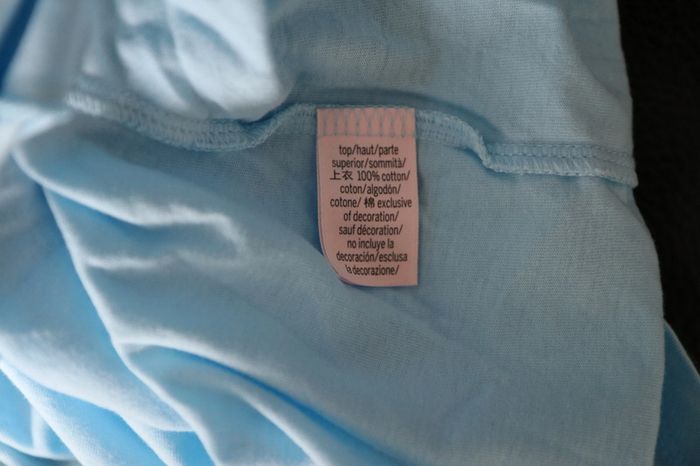 top/haut/parte
superior/sommità/
上衣 100% cotton/
coton/algodón/
cotone/ 棉 exclusive
of decoration/
sauf décoration/
no incluye la
decoración/esclusa
la decorazione/